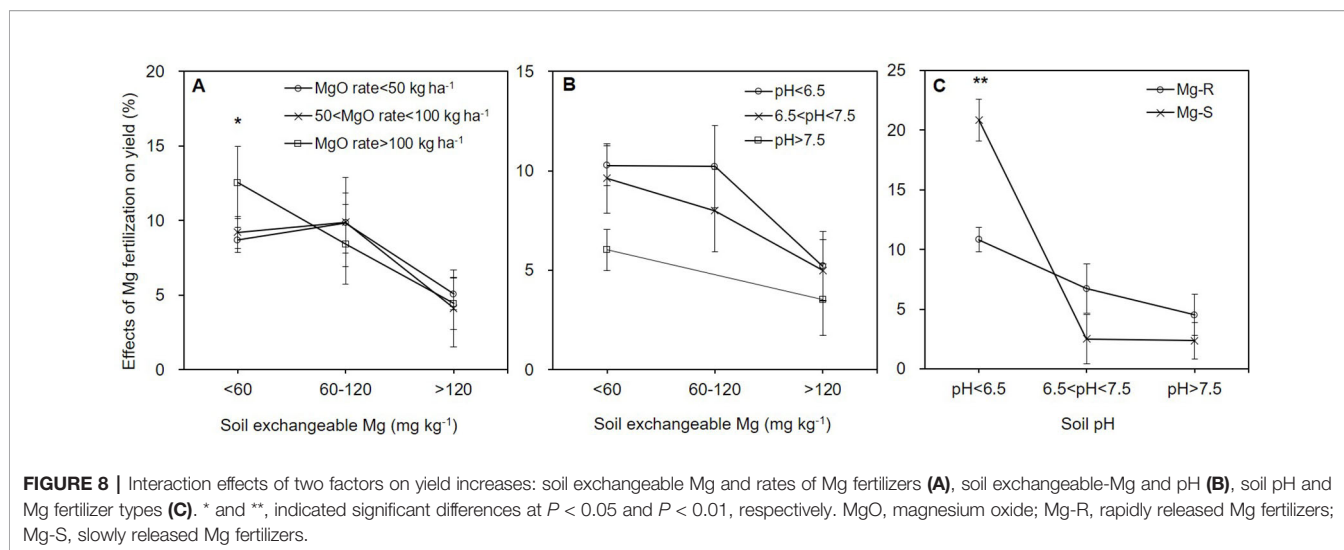 Effects of Mg fertilization on yield (%)
20
15
10
5
0
A
*
MgO rate<50 kg ha⁻¹
50<MgO rate<100 kg ha⁻¹
MgO rate>100 kg ha⁻¹
<60
60-120
>120
Soil exchangeable Mg (mg kg⁻¹)
15
10
5
0
B
pH<6.5
6.5<pH<7.5
pH>7.5
<60
60-120
>120
Soil exchangeable Mg (mg kg⁻¹)
25
20
15
10
5
0
C
**
Mg-R
Mg-S
pH<6.5
6.5<pH<7.5
pH>7.5
Soil pH
FIGURE 8 | Interaction effects of two factors on yield increases: soil exchangeable Mg and rates of Mg fertilizers (A), soil exchangeable-Mg and pH (B), soil pH and
Mg fertilizer types (C). * and **, indicated significant differences at P < 0.05 and P < 0.01, respectively. MgO, magnesium oxide; Mg-R, rapidly released Mg fertilizers;
Mg-S, slowly released Mg fertilizers.